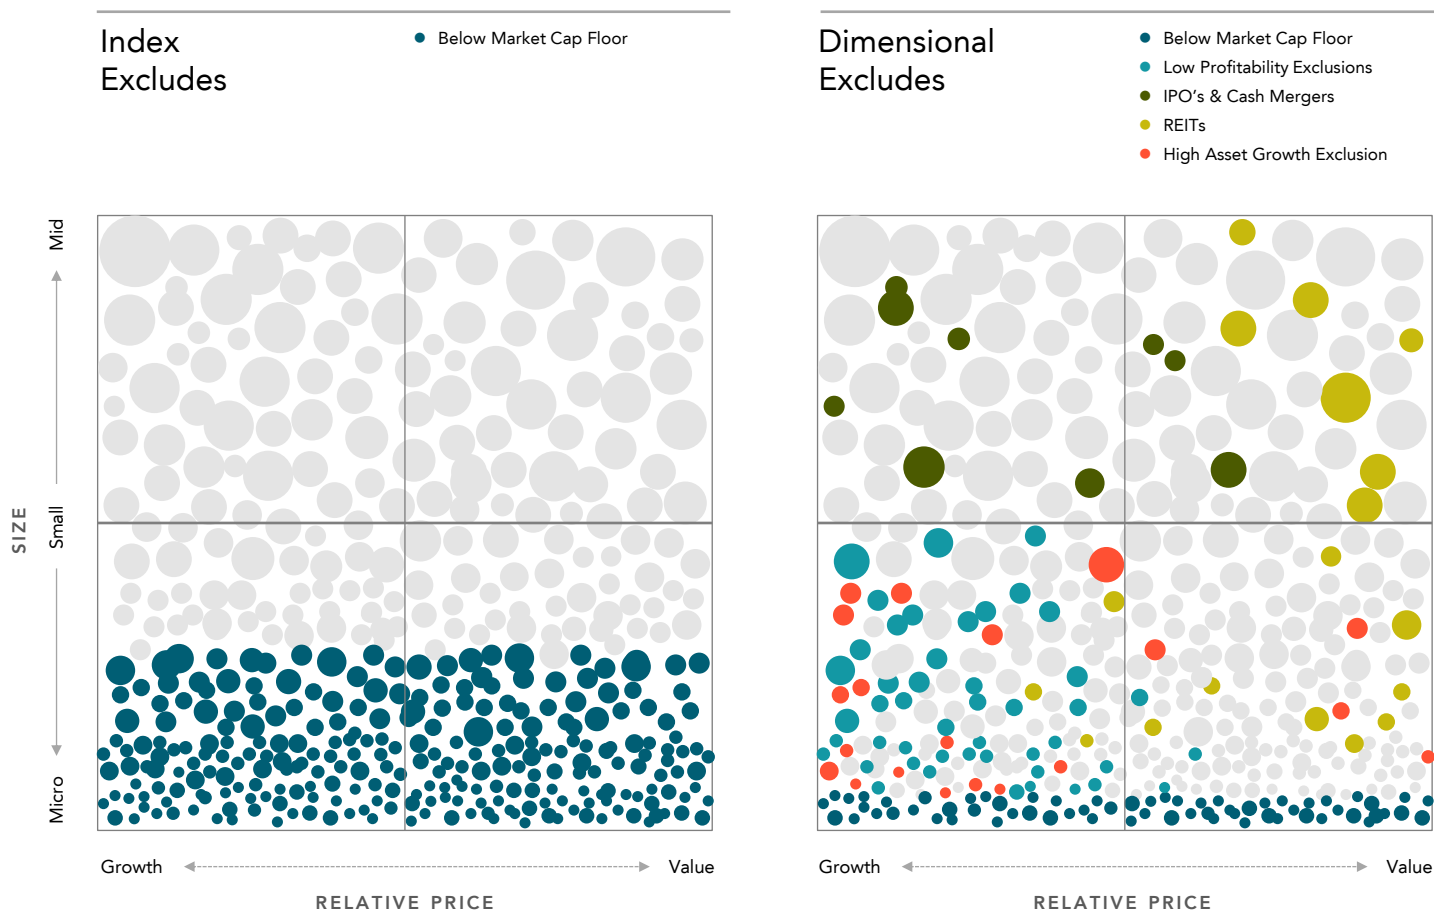 Index
Excludes
Below Market Cap Floor
Dimensional
Excludes
Below Market Cap Floor
Low Profitability Exclusions
IPO's & Cash Mergers
REITs
High Asset Growth Exclusion
SIZE
Mid
Small
Micro
Growth
Value
RELATIVE PRICE
Growth
Value
RELATIVE PRICE